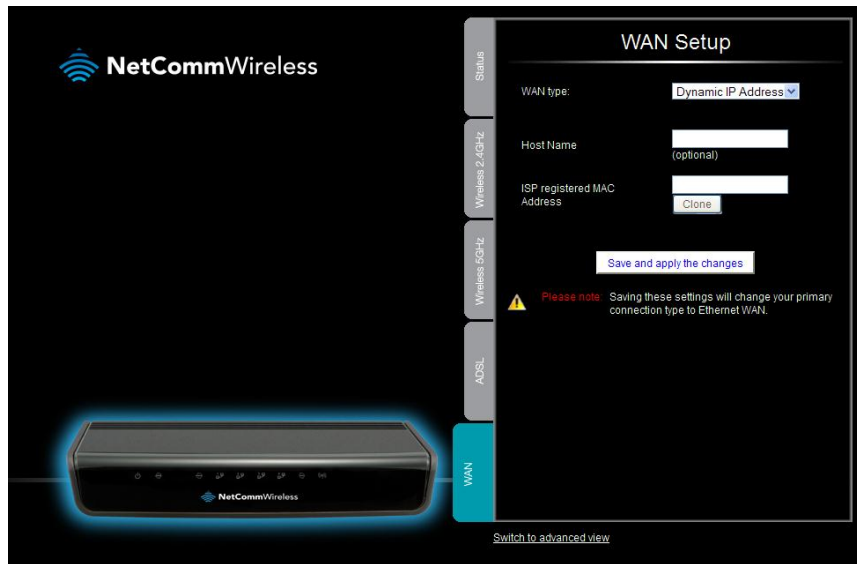 NetCommWireless
Status
Wireless 2.4GHz
Wireless 5GHz
ADSL
WAN
WAN Setup
WAN type:
Dynamic IP Address
Host Name
(optional)
ISP registered MAC
Address
Clone
Save and apply the changes
Please note: Saving these settings will change your primary
connection type to Ethernet WAN.
NetCommWireless
Switch to advanced view